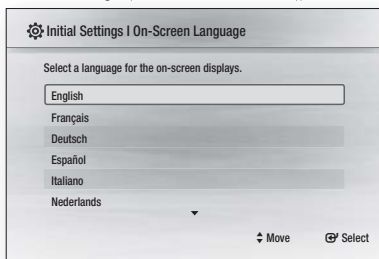 Initial Settings I On-Screen Language
Select a language for the on-screen displays.
English
Français
Deutsch
Español
Italiano
Nederlands
Move Select